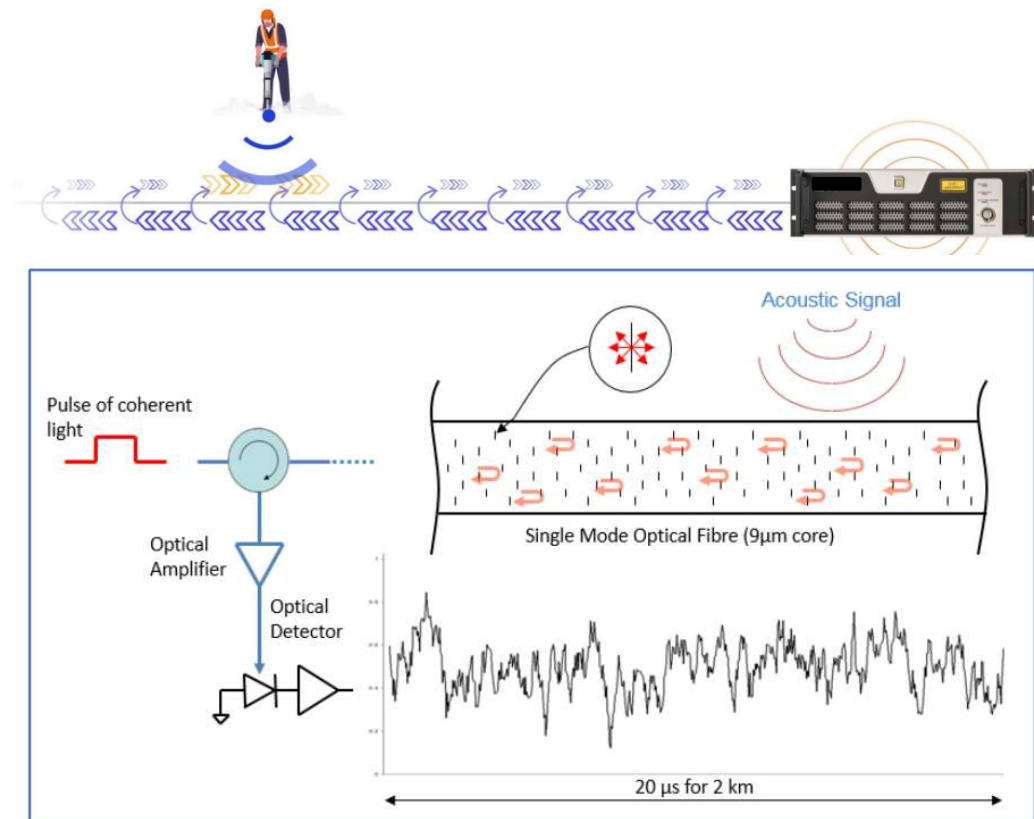 Acoustic Signal
Pulse of coherent
light
Single Mode Optical Fibre (9µm core)
Optical
Amplifier
Optical
Detector
20 µs for 2 km